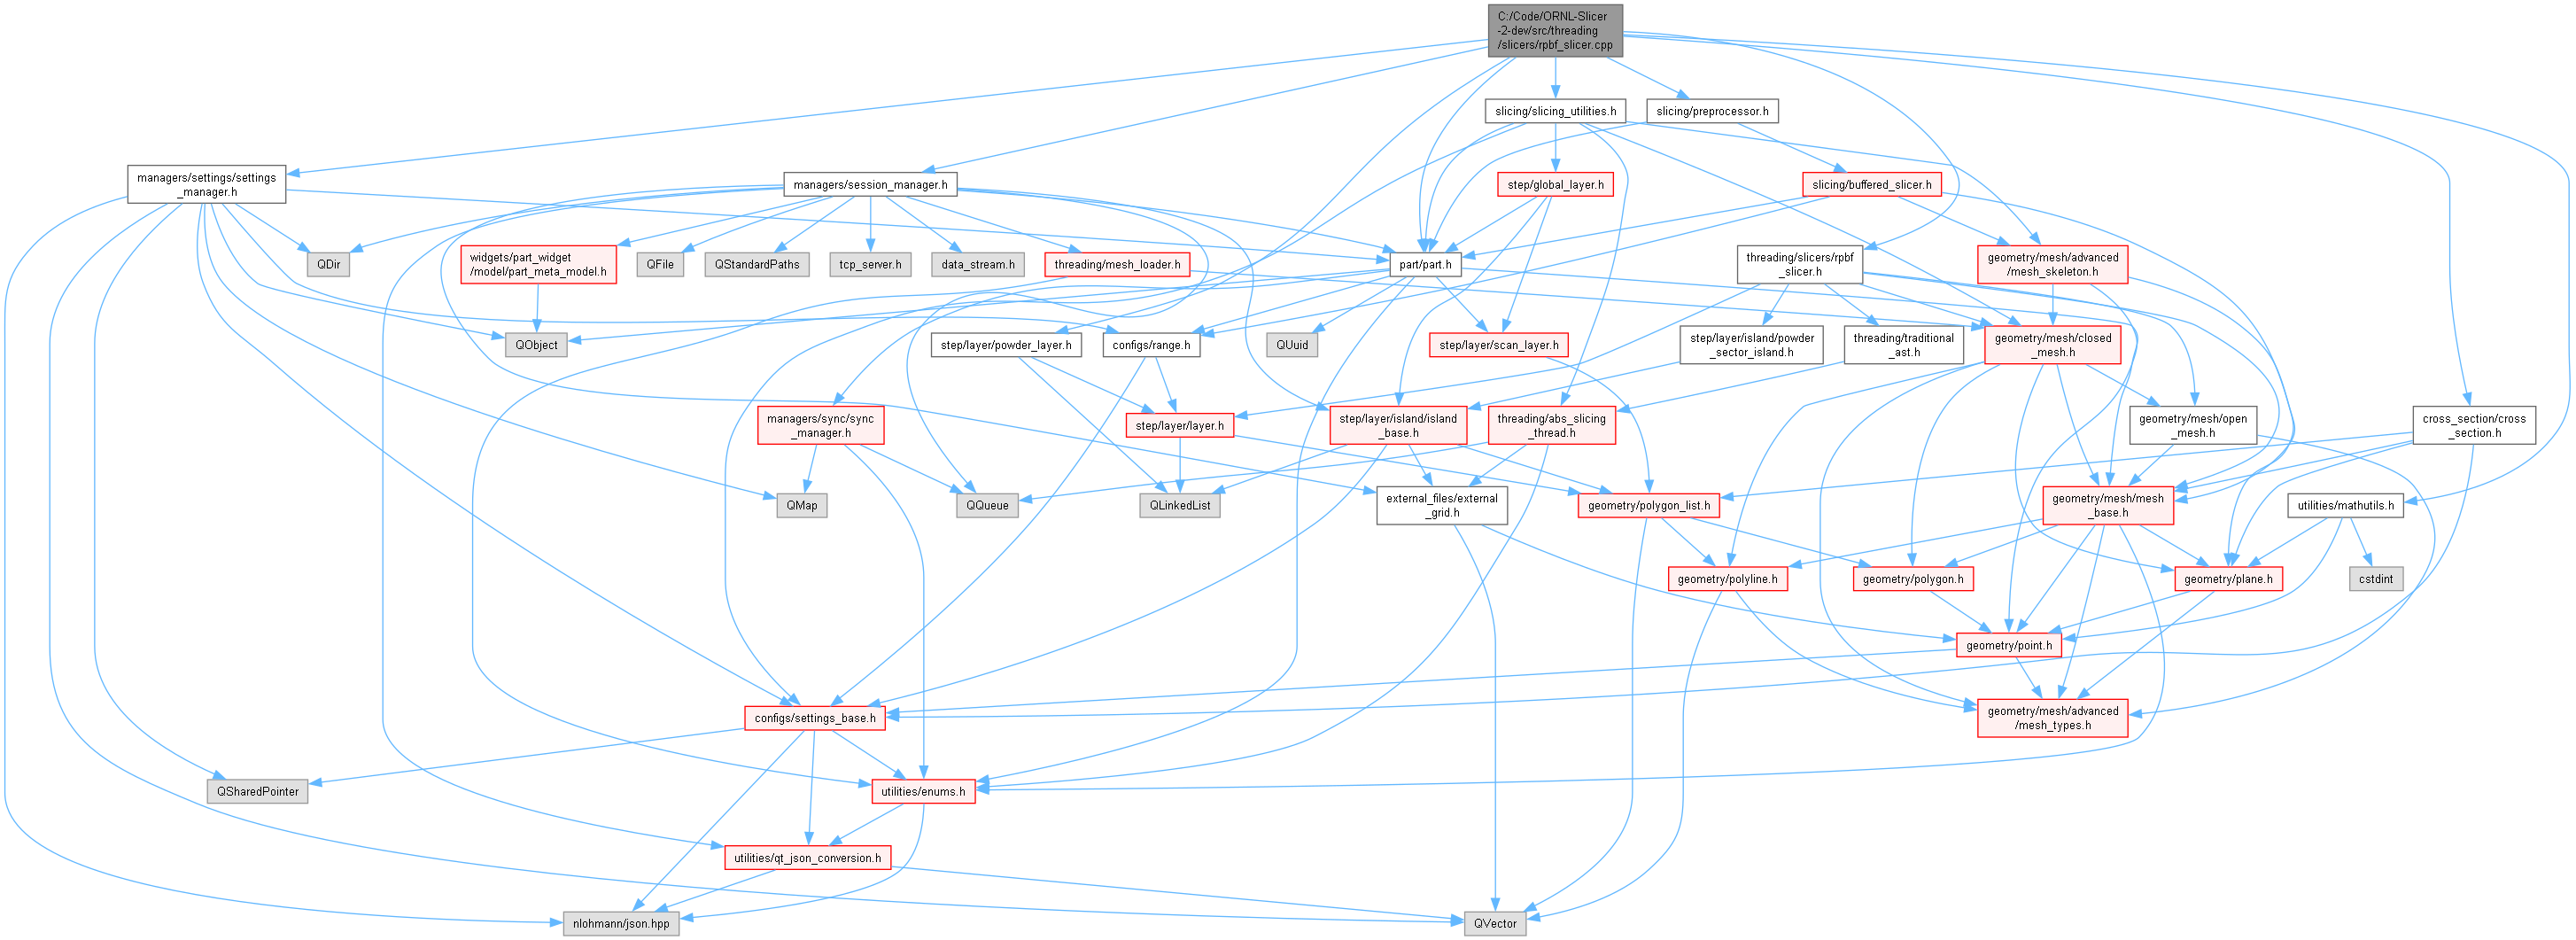 C:/Code/ORNL-Slicer
-2-dev/src/threading
/slicers/rpbf_slicer.cpp
slicing/slicing_utilities.h
slicing/preprocessor.h
managers/settings/settings
_manager.h
managers/session_manager.h
step/global_layer.h
slicing/buffered_slicer.h
QDir
widgets/part_widget
/model/part_meta_model.h
QFile
QStandardPaths
tcp_server.h
data_stream.h
threading/mesh_loader.h
part/part.h
threading/slicers/rpbf
_slicer.h
geometry/mesh/advanced
/mesh_skeleton.h
QObject
step/layer/powder_layer.h
configs/range.h
QUuid
step/layer/scan_layer.h
step/layer/island/powder
_sector_island.h
threading/traditional
_ast.h
geometry/mesh/closed
_mesh.h
managers/sync/sync
_manager.h
step/layer/layer.h
step/layer/island/island
_base.h
threading/abs_slicing
_thread.h
geometry/mesh/open
_mesh.h
cross_section/cross
_section.h
QMap
QQueue
QLinkedList
external_files/external
_grid.h
geometry/polygon_list.h
geometry/mesh/mesh
_base.h
utilities/mathutils.h
geometry/polyline.h
geometry/polygon.h
geometry/plane.h
cstdint
geometry/point.h
configs/settings_base.h
geometry/mesh/advanced
/mesh_types.h
QSharedPointer
utilities/enums.h
utilities/qt_json_conversion.h
nlohmann/json.hpp
QVector